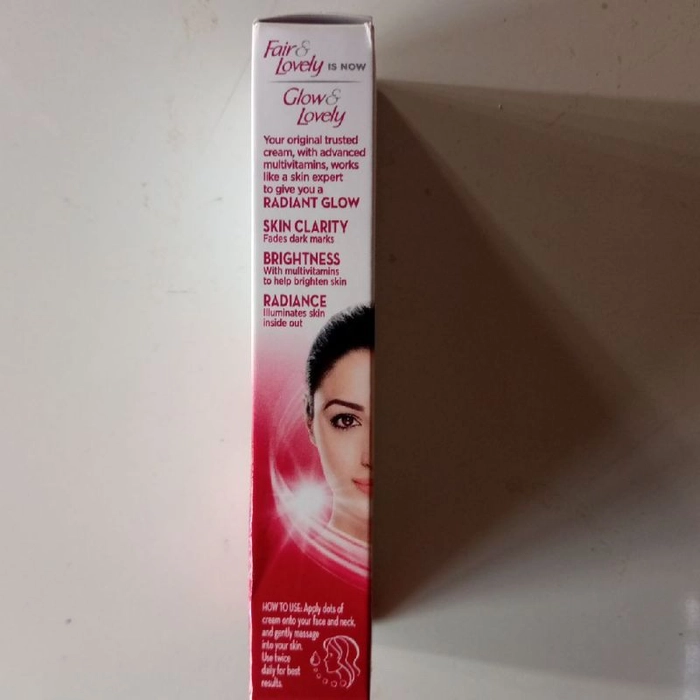 Fair &
Lovely IS NOW
Glow &
Lovely
Your original trusted
cream, with advanced
multivitamins, works
like a skin expert
to give you a
RADIANT GLOW
SKIN CLARITY
Fades dark marks
BRIGHTNESS
With multivitamins
to help brighten skin
RADIANCE
Illuminates skin
inside out
HOW TO USE: Apply dots of
cream onto your face and neck,
and gently massage
into your skin.
Use twice
daily for best
results.